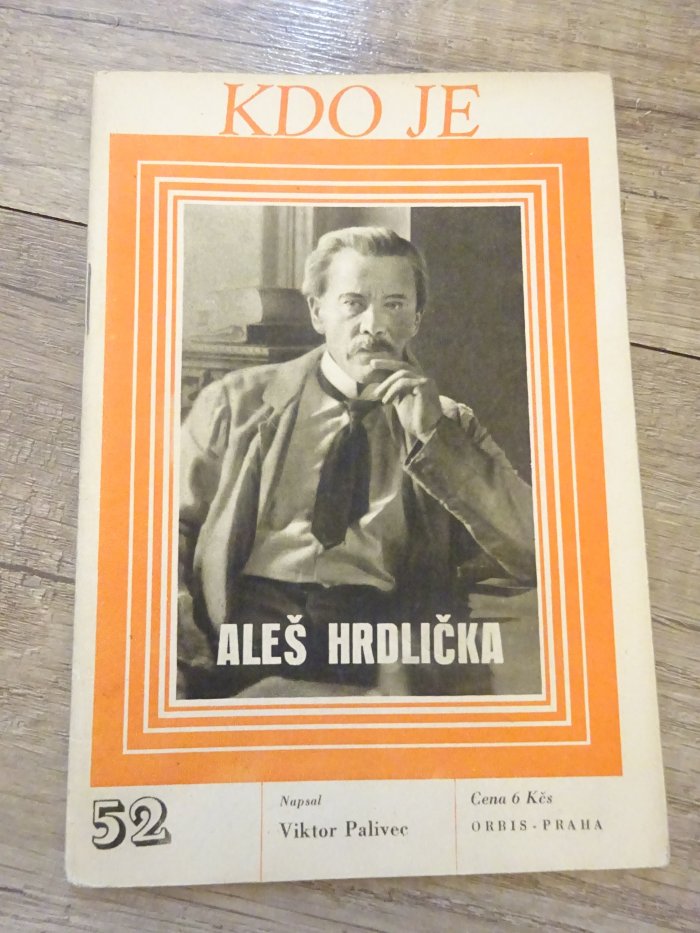 KDO JE
ALEŠ HRDLIČKA
52
Napsal
Viktor Palivec
Cena 6 Kčs
ORBIS - PRAHA